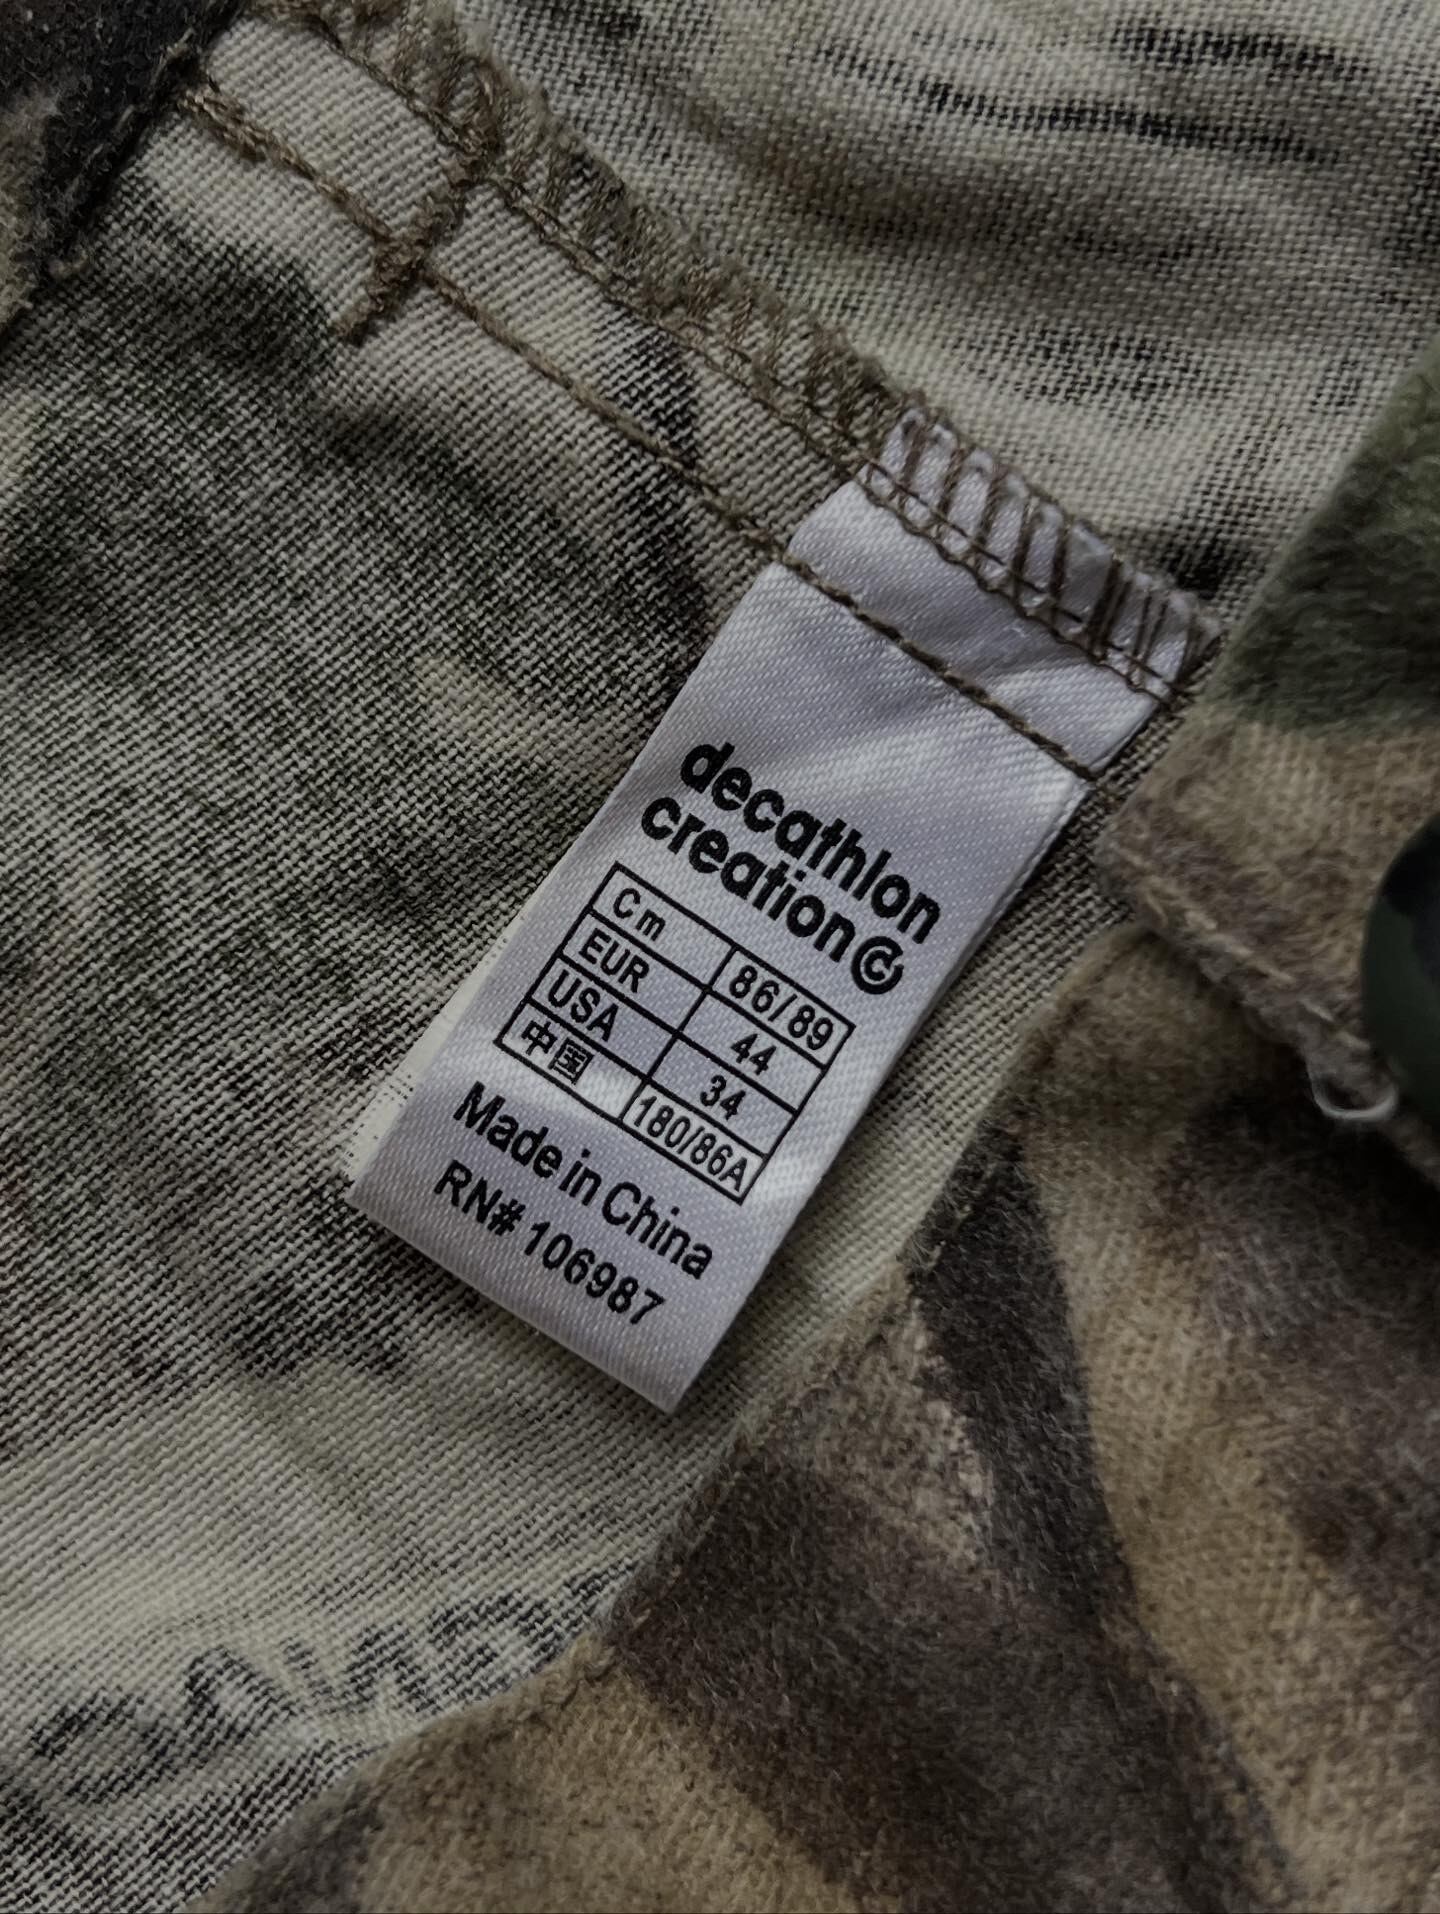 decathlon
creation©
Cm 86/89
EUR 44
USA 34
中国 180/86A
Made in China
RN# 106987